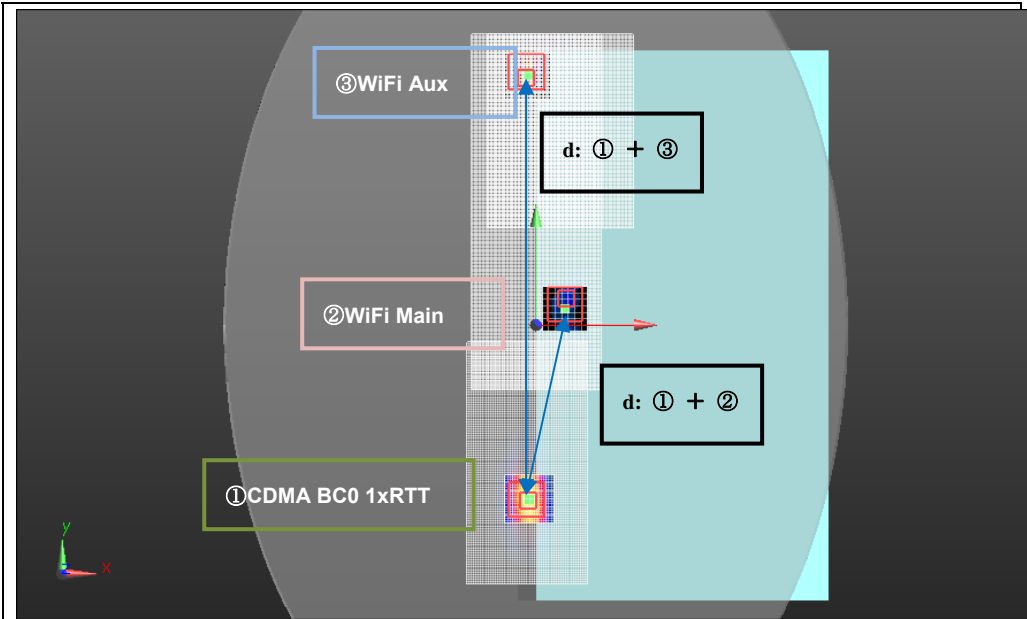 ③WiFi Aux
d: ① + ③
②WiFi Main
d: ① + ②
①CDMA BC0 1xRTT
y
x